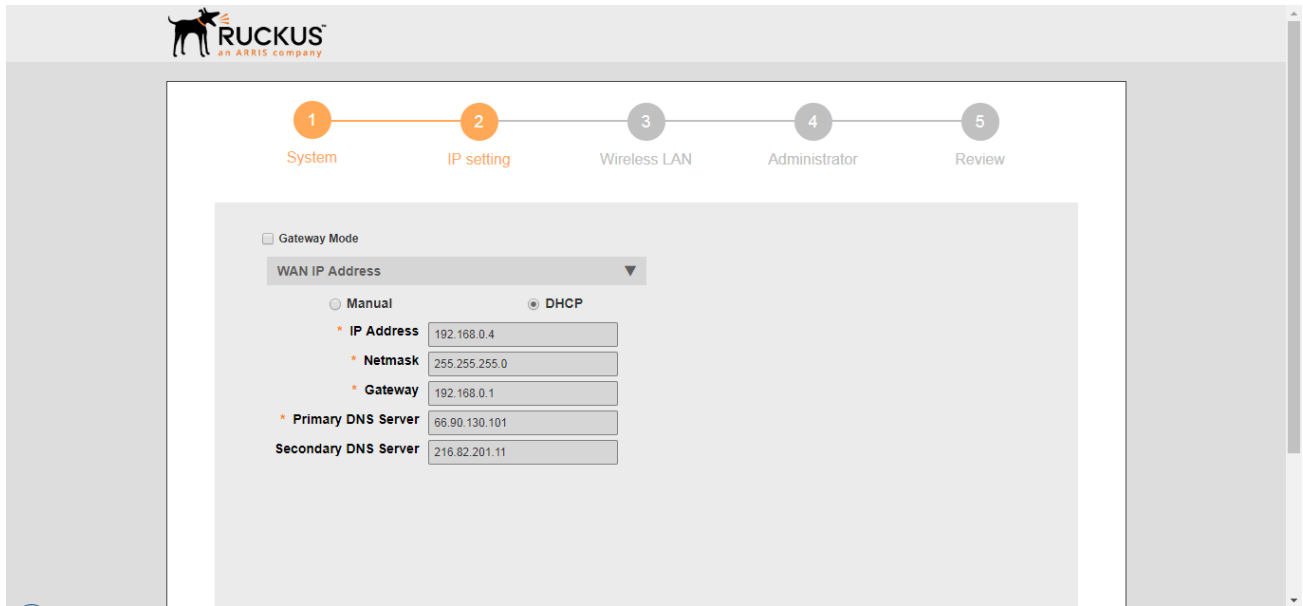 RUCKUS™
an ARRIS company
1 2 3 4 5
System IP setting Wireless LAN Administrator Review
Gateway Mode
WAN IP Address ▼
Manual DHCP
* IP Address 192.168.0.4
* Netmask 255.255.255.0
* Gateway 192.168.0.1
* Primary DNS Server 66.90.130.101
Secondary DNS Server 216.82.201.11